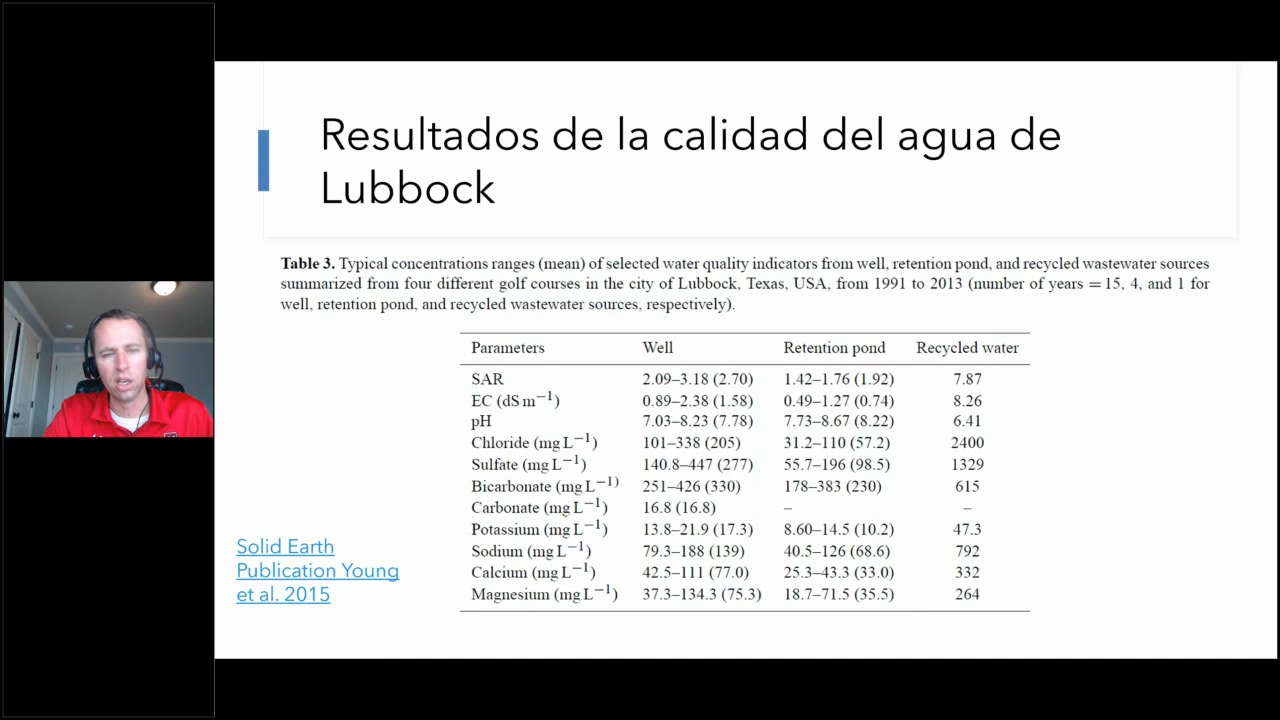 Resultados de la calidad del agua de
Lubbock
Table 3. Typical concentrations ranges (mean) of selected water quality indicators from well, retention pond, and recycled wastewater sources
summarized from four different golf courses in the city of Lubbock, Texas, USA, from 1991 to 2013 (number of years = 15, 4, and 1 for
well, retention pond, and recycled wastewater sources, respectively).
Parameters Well Retention pond Recycled water
SAR 2.09–3.18 (2.70) 1.42–1.76 (1.92) 7.87
EC (dS m−1) 0.89–2.38 (1.58) 0.49–1.27 (0.74) 8.26
pH 7.03–8.23 (7.78) 7.73–8.67 (8.22) 6.41
Chloride (mg L−1) 101–338 (205) 31.2–110 (57.2) 2400
Sulfate (mg L−1) 140.8–447 (277) 55.7–196 (98.5) 1329
Bicarbonate (mg L−1) 251–426 (330) 178–383 (230) 615
Carbonate (mg L−1) 16.8 (16.8) – –
Potassium (mg L−1) 13.8–21.9 (17.3) 8.60–14.5 (10.2) 47.3
Sodium (mg L−1) 79.3–188 (139) 40.5–126 (68.6) 792
Calcium (mg L−1) 42.5–111 (77.0) 25.3–43.3 (33.0) 332
Magnesium (mg L−1) 37.3–134.3 (75.3) 18.7–71.5 (35.5) 264
Solid Earth
Publication Young
et al. 2015